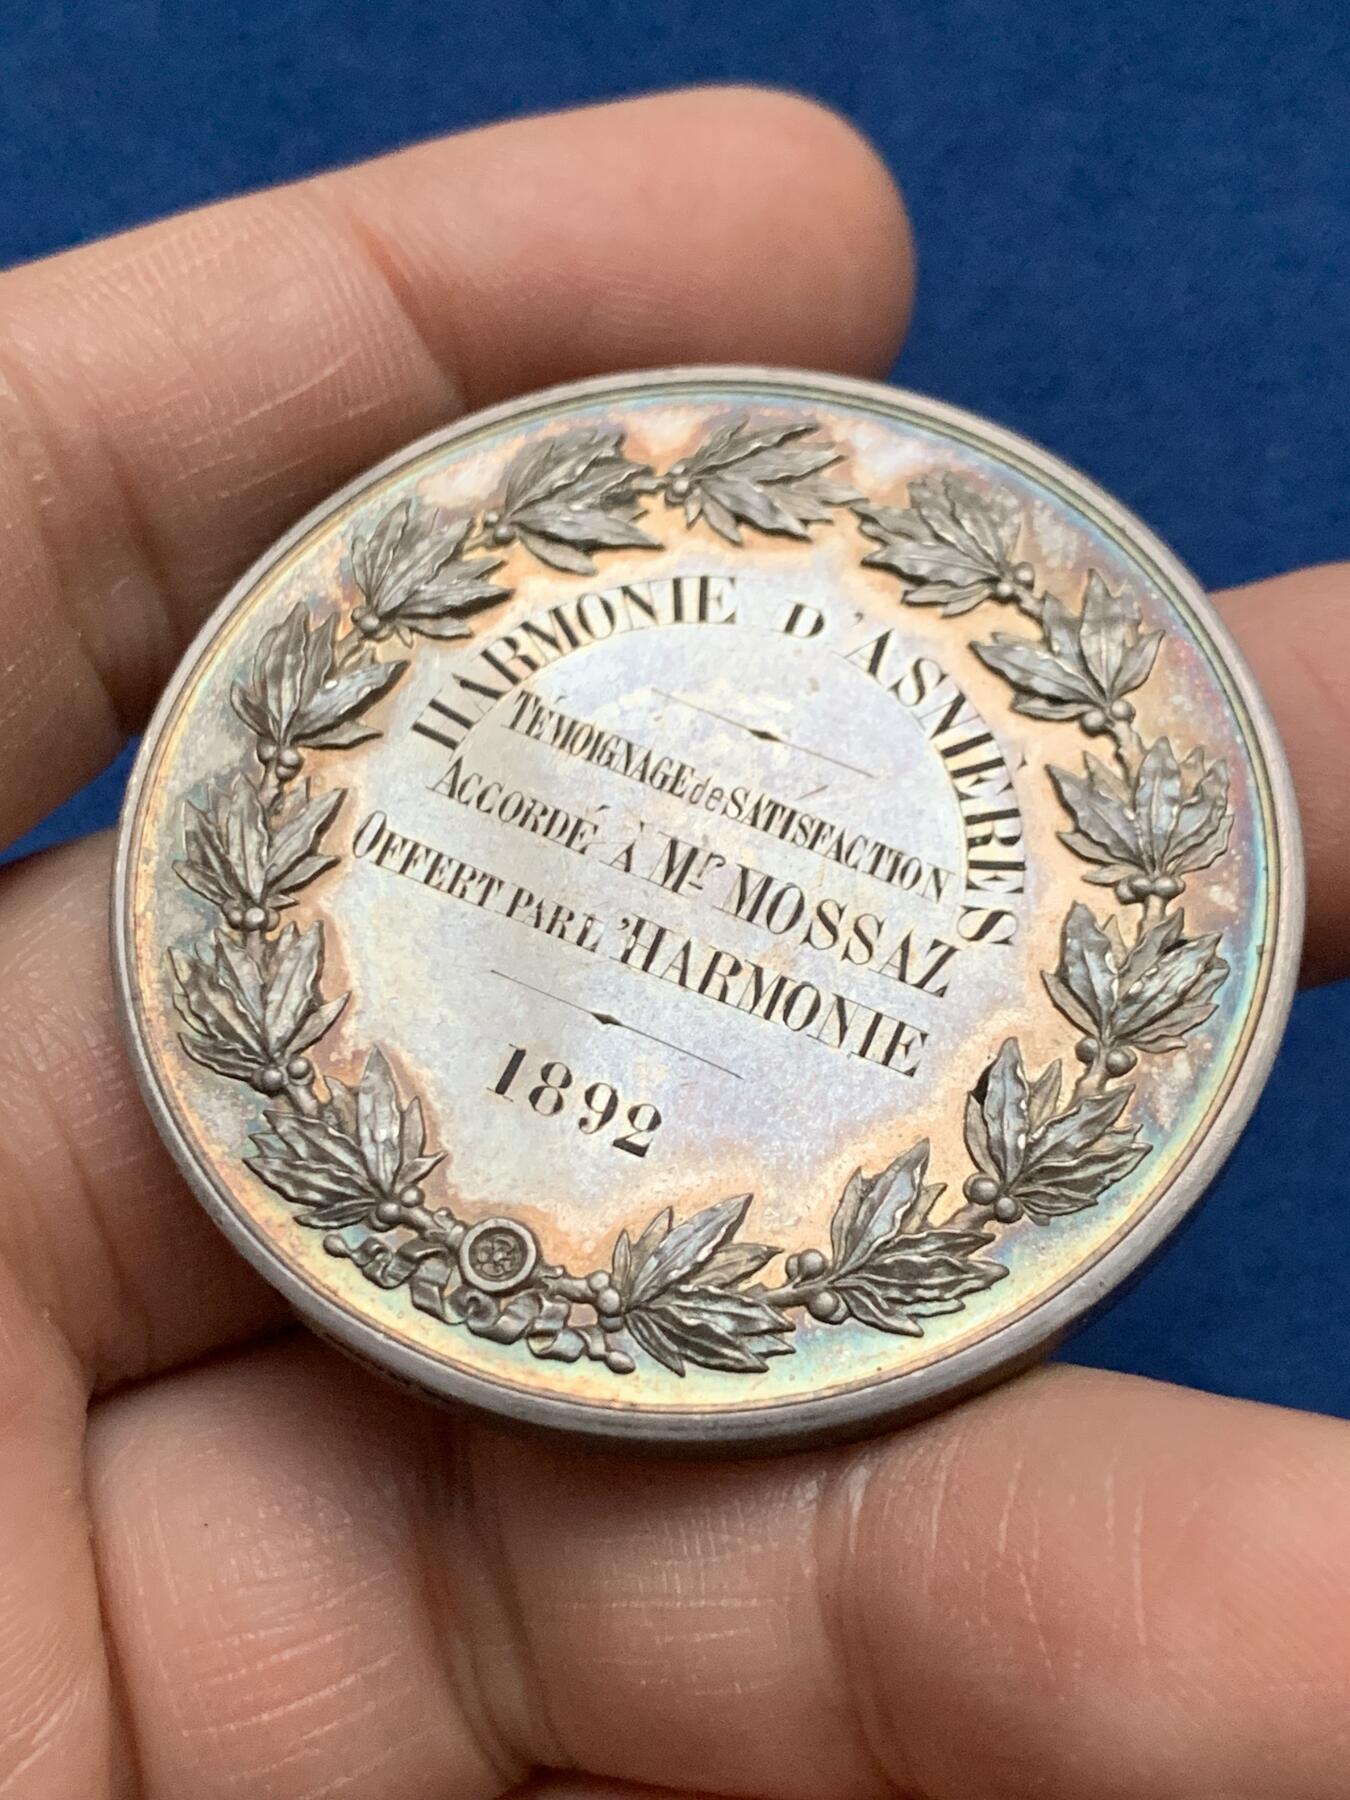 HARMONIE D'ASNIÈRES
TÉMOIGNAGE de SATISFACTION
ACCORDÉ À Mr MOSSAZ
OFFERT PAR L'HARMONIE
1892